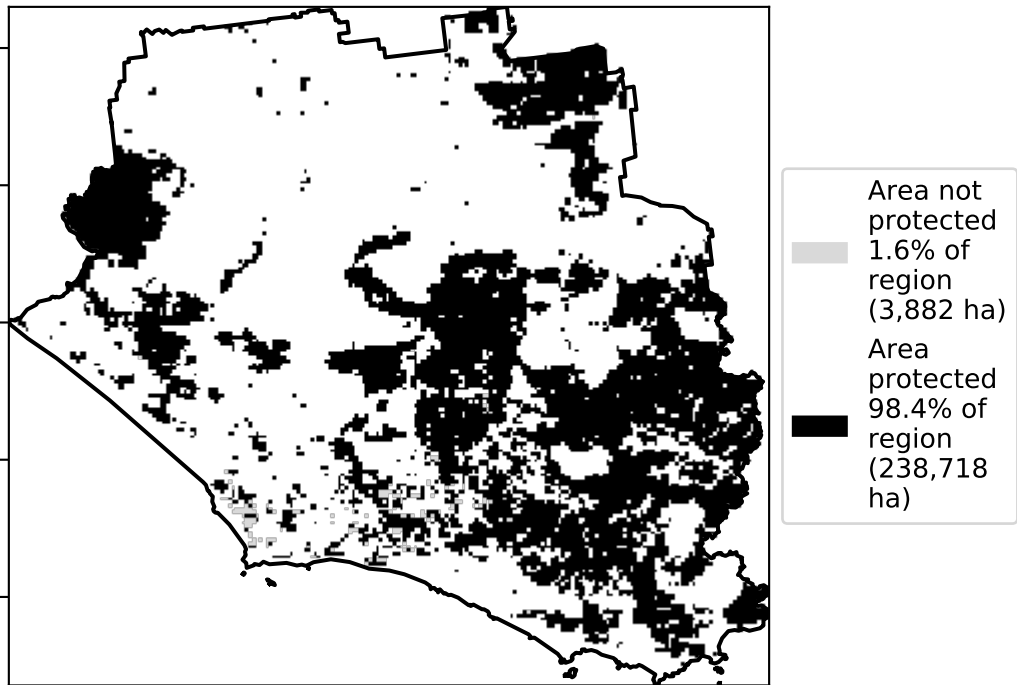 Area not
protected
1.6% of
region
(3,882 ha)
Area
protected
98.4% of
region
(238,718
ha)